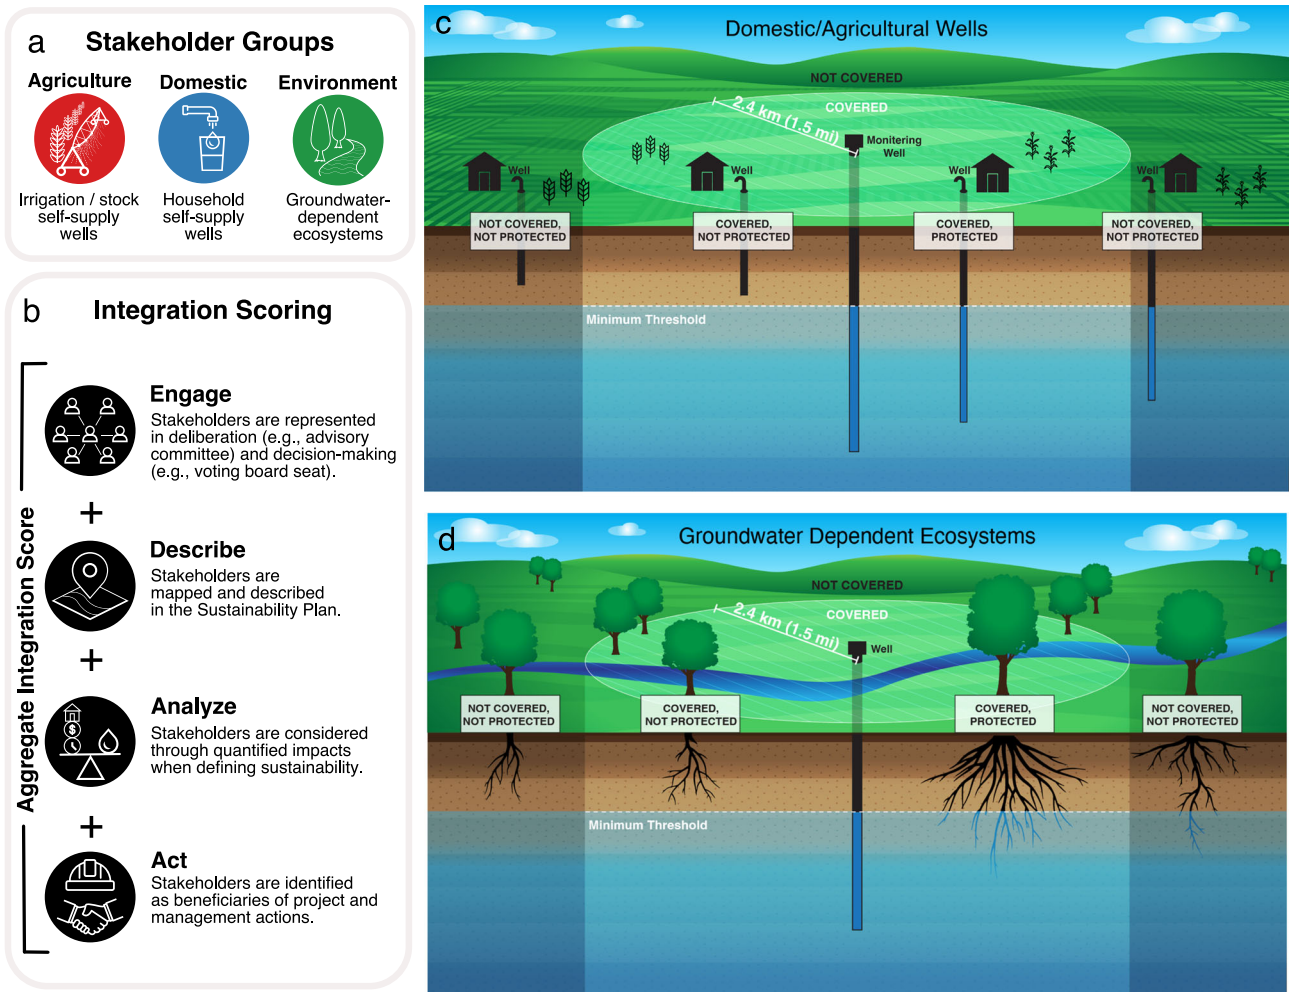 a
Stakeholder Groups
Agriculture
Irrigation / stock
self-supply
wells
Domestic
Household
self-supply
wells
Environment
Groundwater-
dependent
ecosystems
b
Integration Scoring
Aggregate Integration Score
Engage
Stakeholders are represented
in deliberation (e.g., advisory
committee) and decision-making
(e.g., voting board seat).
+
Describe
Stakeholders are
mapped and described
in the Sustainability Plan.
+
Analyze
$
Stakeholders are considered
through quantified impacts
when defining sustainability.
+
Act
Stakeholders are identified
as beneficiaries of project and
management actions.
c
Domestic/Agricultural Wells
NOT COVERED
COVERED
2.4 km (1.5 mi)
Monitering
Well
Well
Well
Well
Well
NOT COVERED,
NOT PROTECTED
COVERED,
NOT PROTECTED
COVERED,
PROTECTED
NOT COVERED,
NOT PROTECTED
Minimum Threshold
d
Groundwater Dependent Ecosystems
NOT COVERED
COVERED
2.4 km (1.5 mi)
Well
NOT COVERED,
NOT PROTECTED
COVERED,
NOT PROTECTED
COVERED,
PROTECTED
NOT COVERED,
NOT PROTECTED
Minimum Threshold